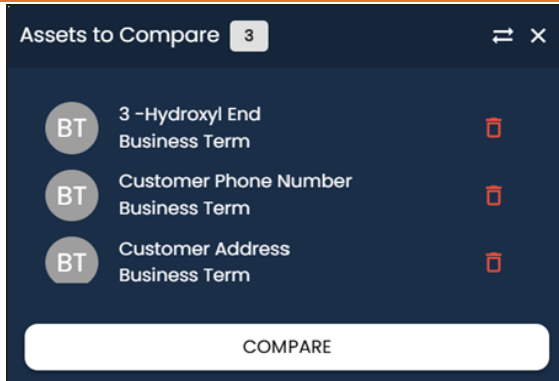 Assets to Compare 3
BT
3 -Hydroxyl End
Business Term
BT
Customer Phone Number
Business Term
BT
Customer Address
Business Term
COMPARE